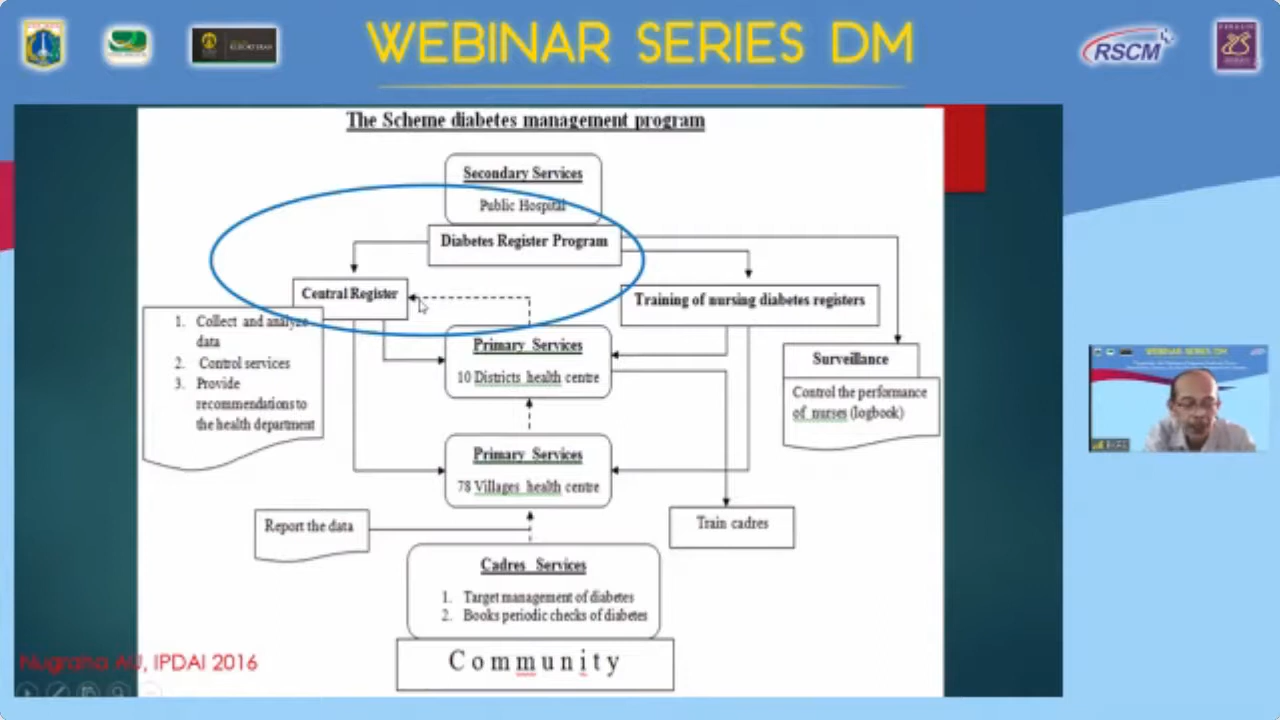 WEBINAR SERIES DM
RSCM
The Scheme diabetes management program
Secondary Services
Public Hospital
Diabetes Register Program
Central Register
Training of nursing diabetes registers
1. Collect and analyze
data
2. Control services
3. Provide
recommendations to
the health department
Primary Services
10 Districts health centre
Surveillance
Control the performance
of nurses (logbook)
Primary Services
78 Villages health centre
Report the data
Train cadres
Cadres Services
1. Target management of diabetes
2. Books periodic checks of diabetes
Community
Nugraha AU, IPDAI 2016
WEBINAR SERIES DM